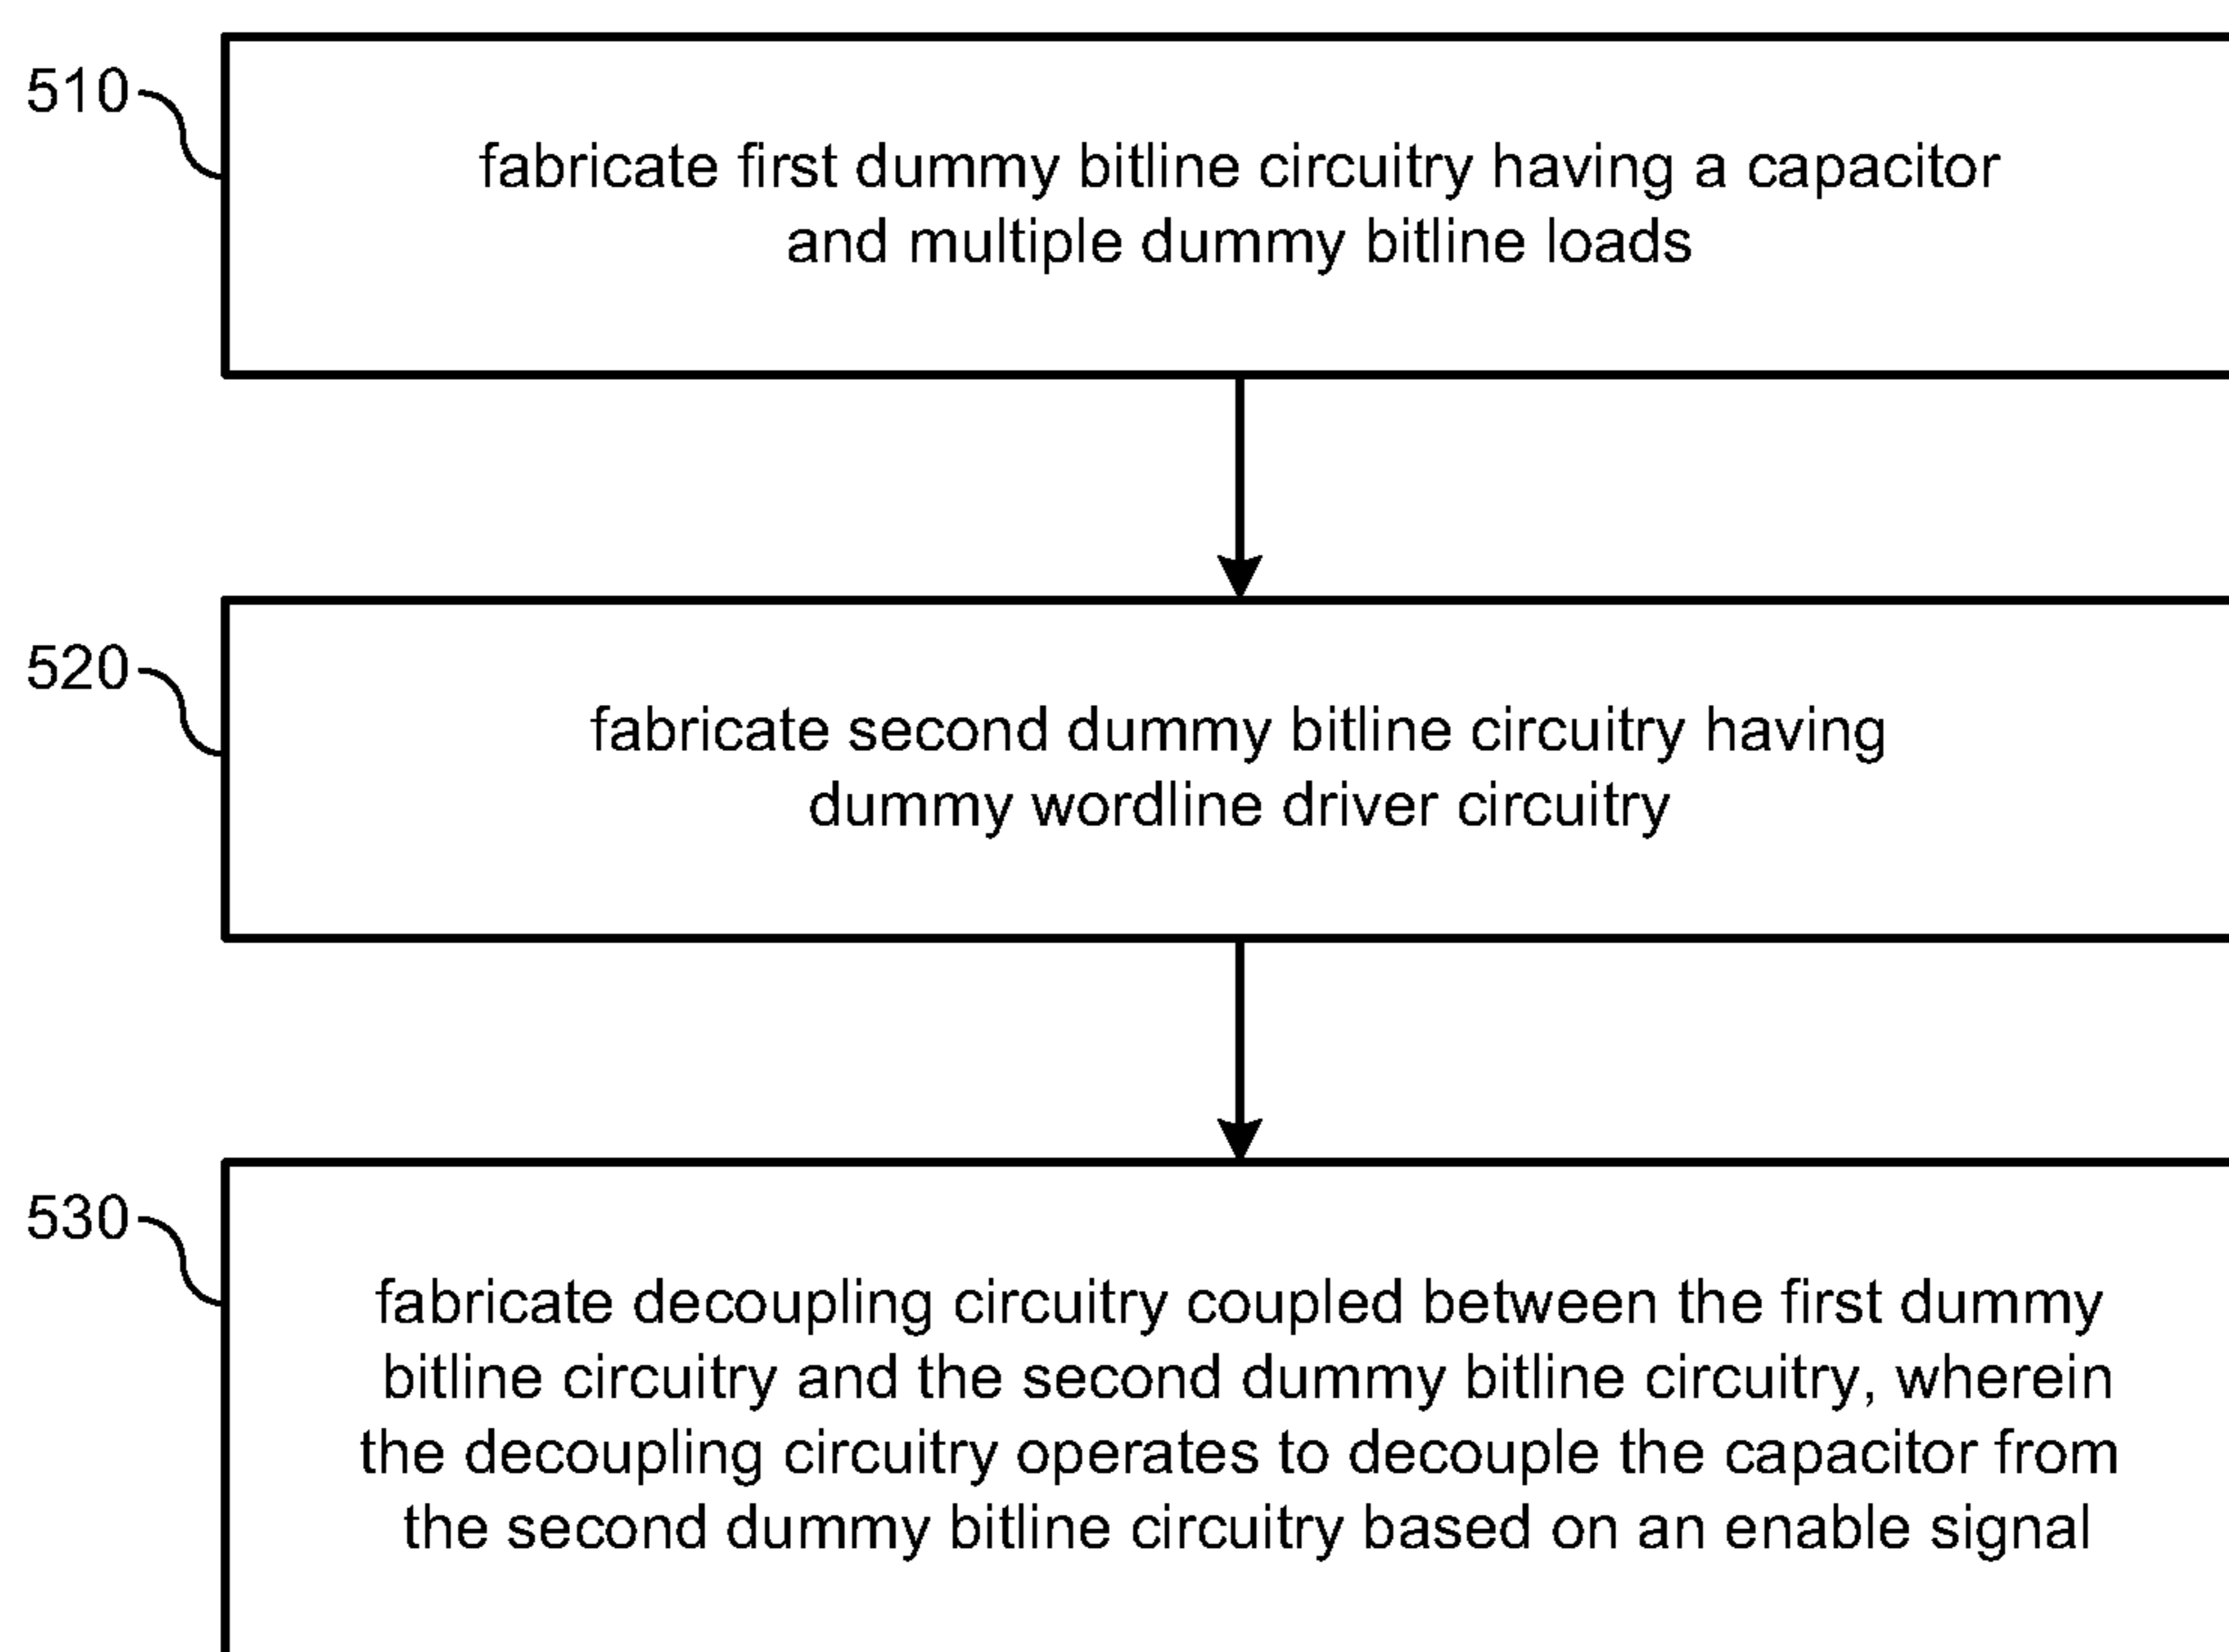 510
fabricate first dummy bitline circuitry having a capacitor
and multiple dummy bitline loads
520
fabricate second dummy bitline circuitry having
dummy wordline driver circuitry
530
fabricate decoupling circuitry coupled between the first dummy
bitline circuitry and the second dummy bitline circuitry, wherein
the decoupling circuitry operates to decouple the capacitor from
the second dummy bitline circuitry based on an enable signal